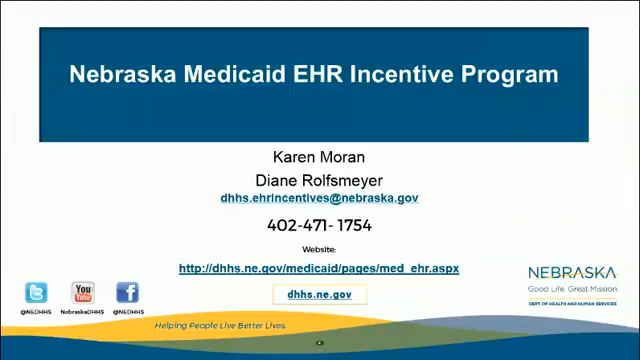 Nebraska Medicaid EHR Incentive Program
Karen Moran
Diane Rolfsmeyer
dhhs.ehrincentives@nebraska.gov
402-471- 1754
Website:
http://dhhs.ne.gov/medicaid/pages/med_ehr.aspx
dhhs.ne.gov
You
Tube
@NEDHHS
NebraskaDHHS
@NEDHHS
NEBRASKA
Good Life. Great Mission.
DEPT. OF HEALTH AND HUMAN SERVICES
Helping People Live Better Lives.